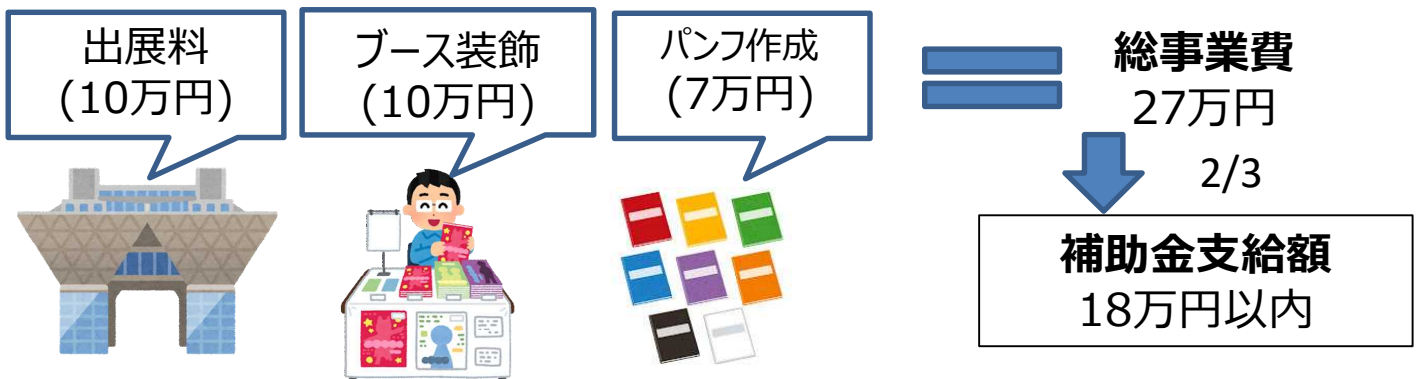 出展料
(10万円)
ブース装飾
(10万円)
パンフ作成
(7万円)
総事業費
27万円
2/3
補助金支給額
18万円以内